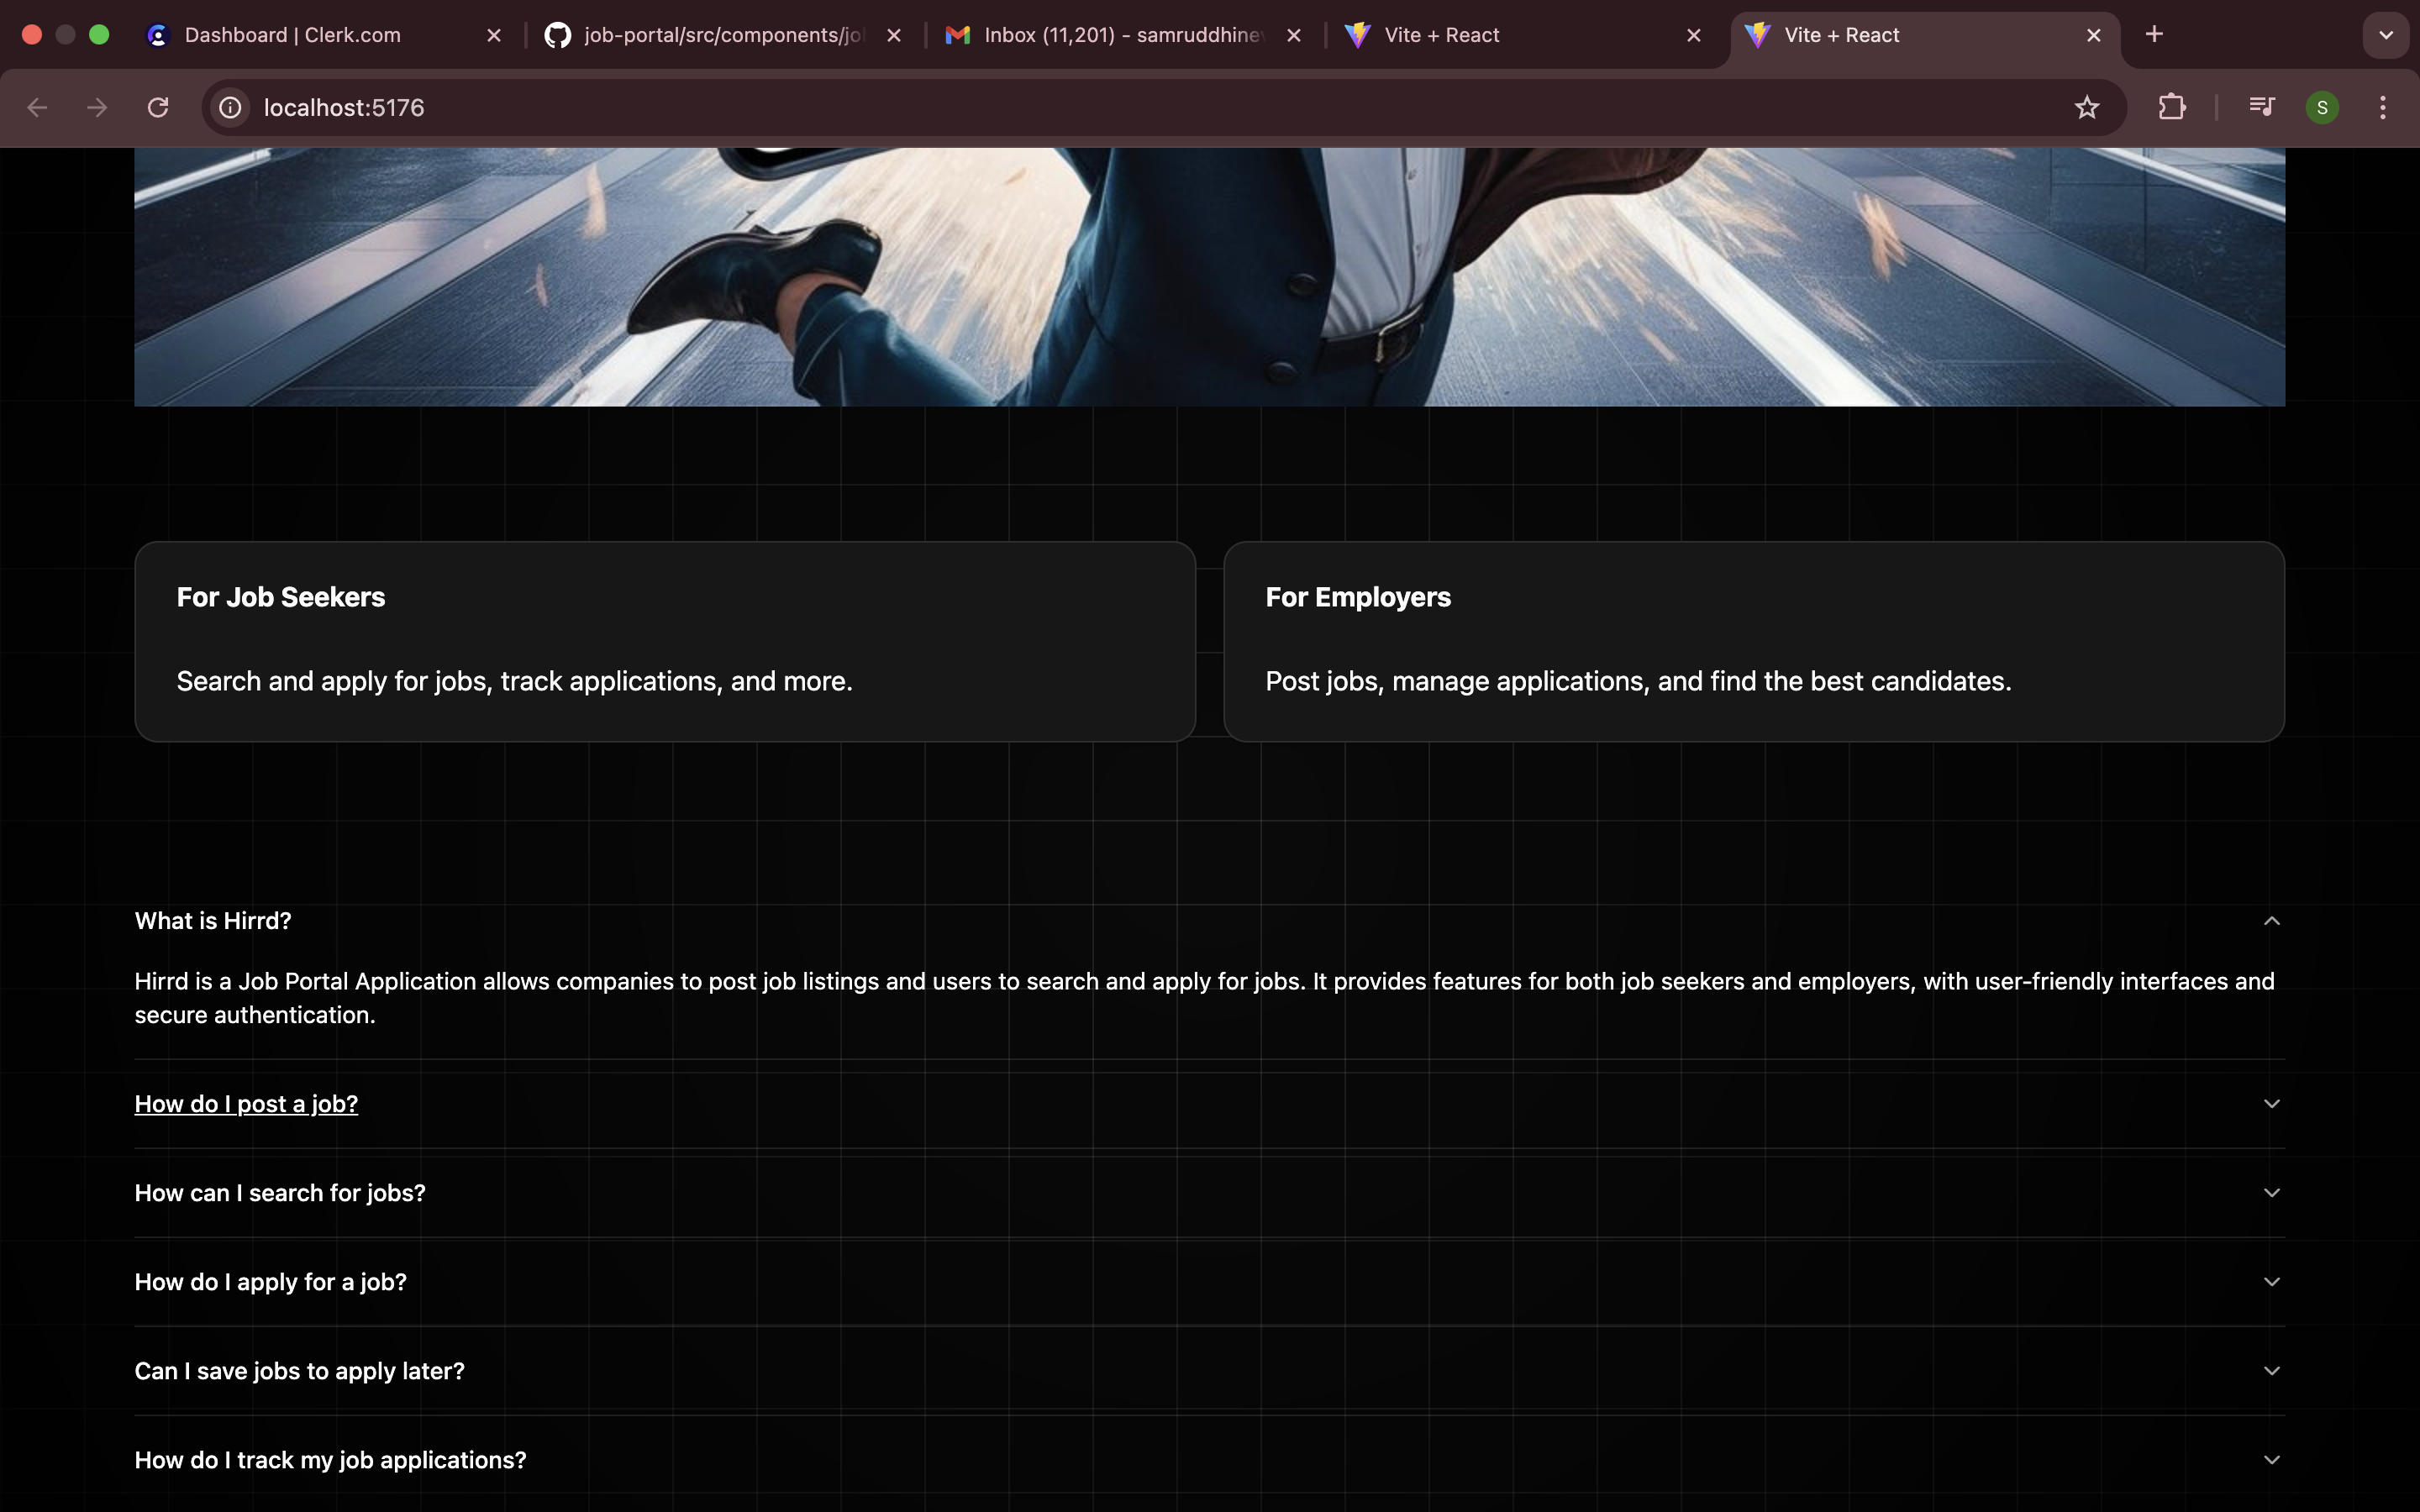 Dashboard | Clerk.com
job-portal/src/components/jo
Inbox (11,201) - samruddhine
Vite + React
Vite + React
localhost:5176
S
For Job Seekers
Search and apply for jobs, track applications, and more.
For Employers
Post jobs, manage applications, and find the best candidates.
What is Hirrd?
Hirrd is a Job Portal Application allows companies to post job listings and users to search and apply for jobs. It provides features for both job seekers and employers, with user-friendly interfaces and
secure authentication.
How do I post a job?
How can I search for jobs?
How do I apply for a job?
Can I save jobs to apply later?
How do I track my job applications?